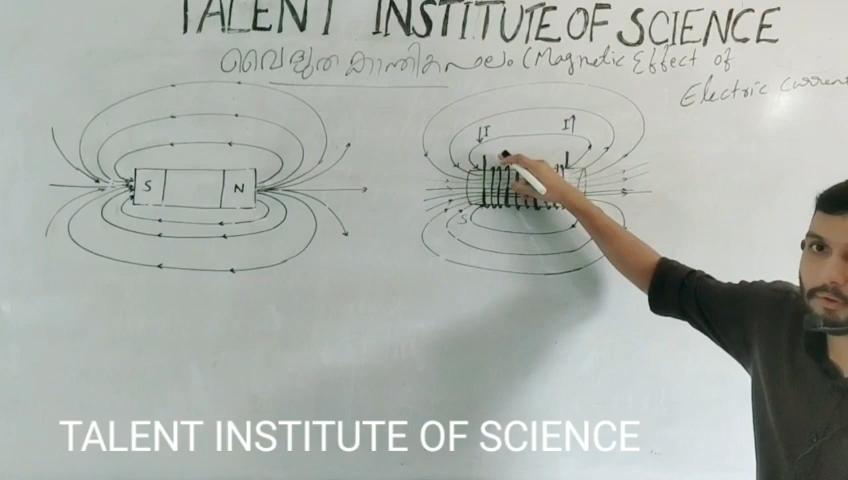 TALENT INSTITUTE OF SCIENCE
വൈദ്യുത കാന്തികഫലം (Magnetic Effect of
Electric current
↓I
I↑
S
N
S
TALENT INSTITUTE OF SCIENCE